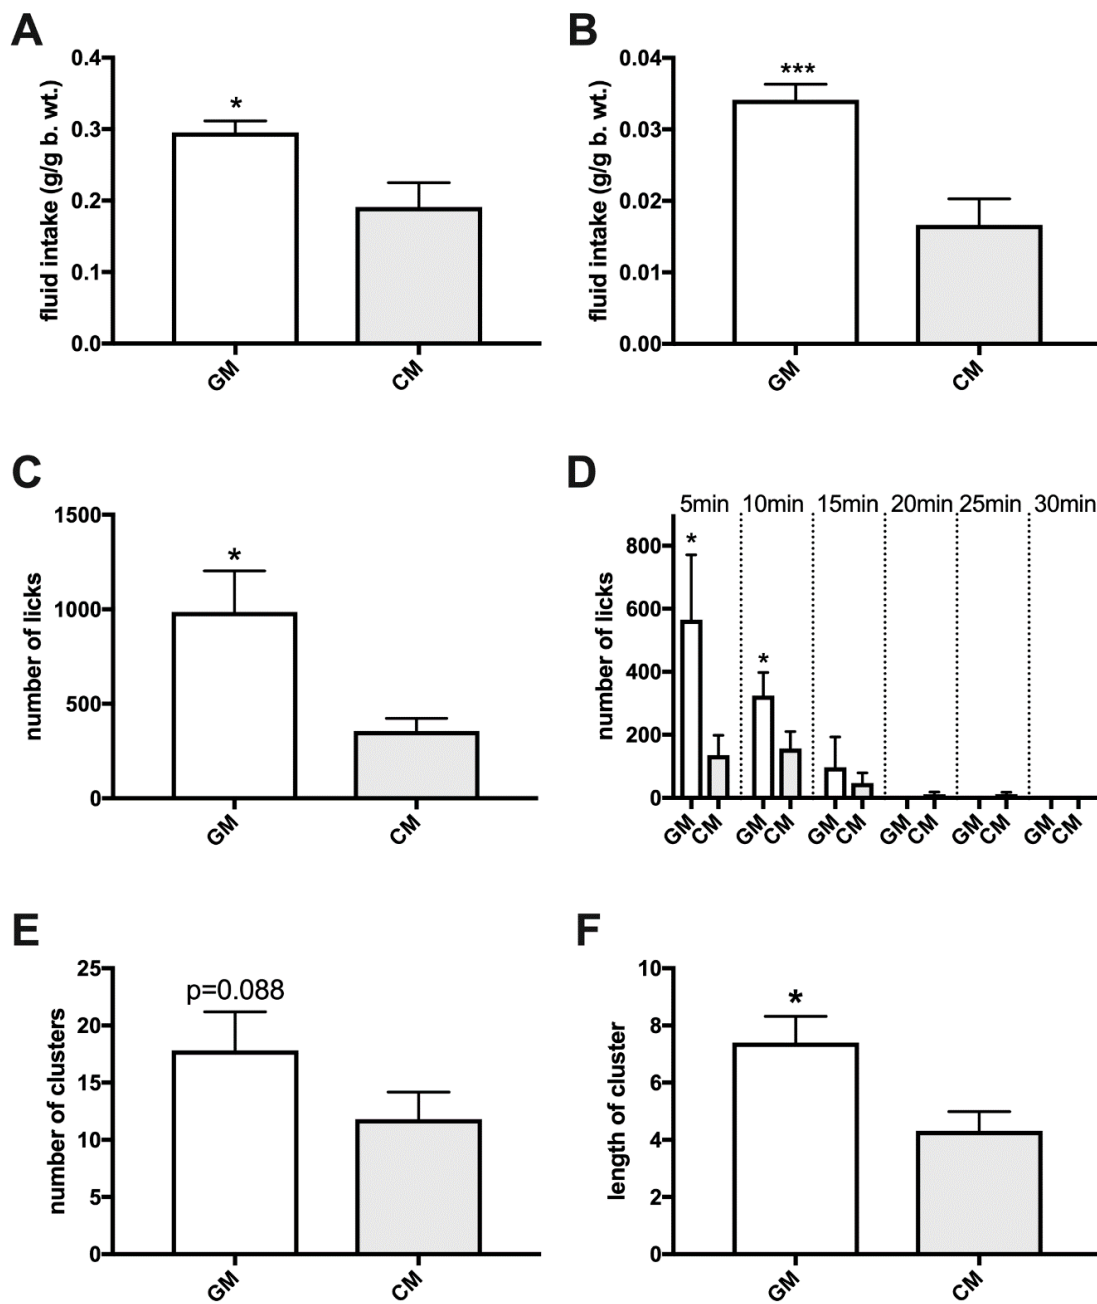 A
fluid intake (g/g b. wt.)
0.4
0.3
0.2
0.1
0.0
*
GM
CM
B
fluid intake (g/g b. wt.)
0.04
0.03
0.02
0.01
0.00
***
GM
CM
C
number of licks
1500
1000
500
0
*
GM
CM
D
number of licks
5min 10min 15min 20min 25min 30min
800
600
400
200
0
*
*
GM CM GM CM GM CM GM CM GM CM GM CM
E
number of clusters
25
20
15
10
5
0
p=0.088
GM
CM
F
length of cluster
10
8
6
4
2
0
*
GM
CM